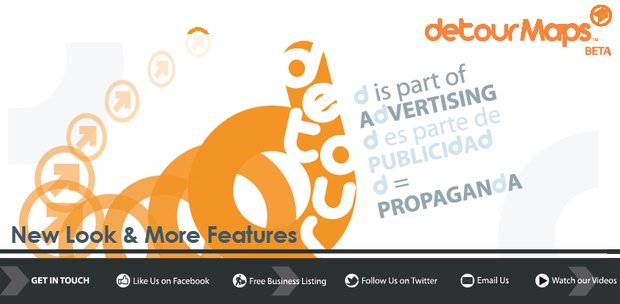 detourMaps™
BETA
detour
d is part of
AdVERTISING
d es parte de
PUBLICIdAd
d =
PROPAGANdA
New Look & More Features
GET IN TOUCH
Like Us on Facebook
Free Business Listing
Follow Us on Twitter
Email Us
Watch our Videos